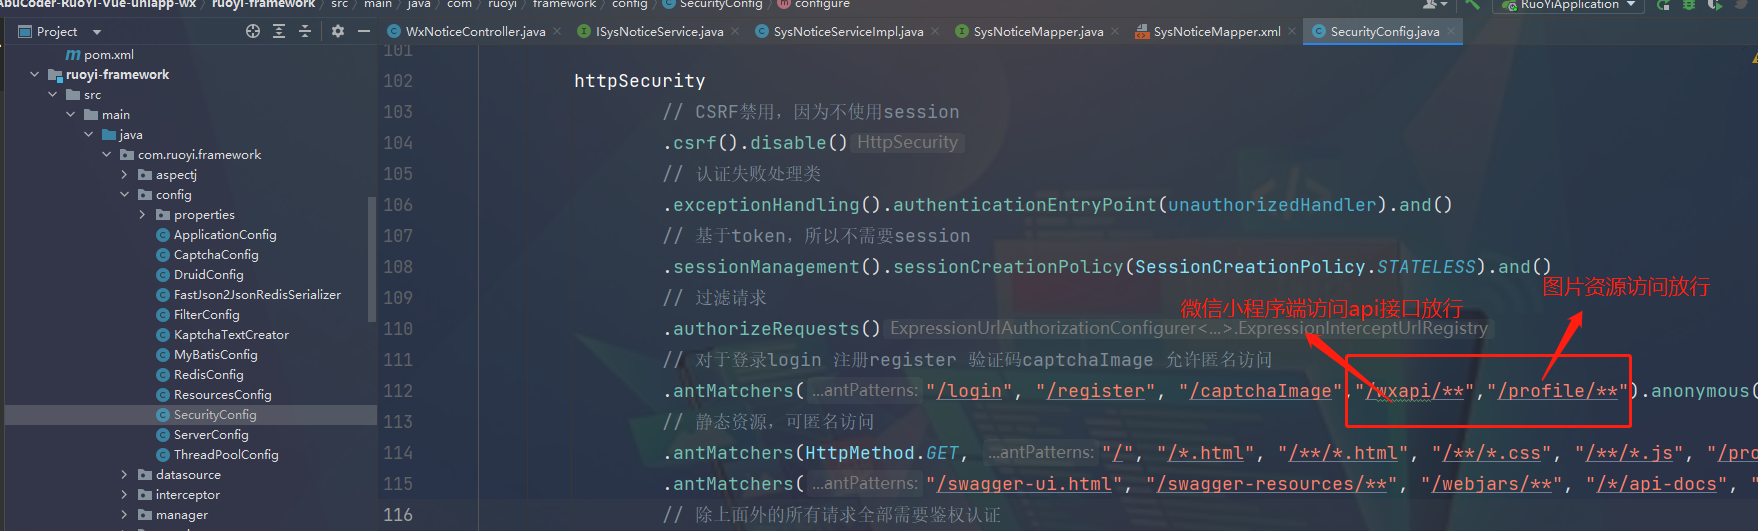 AbuCoder-RuoYi-Vue-uniapp-wx › ruoyi-framework › src › main › java › com › ruoyi › framework › config › SecurityConfig › configure
RuoYiApplication
Project
WxNoticeController.java
ISysNoticeService.java
SysNoticeServiceImpl.java
SysNoticeMapper.java
SysNoticeMapper.xml
SecurityConfig.java
pom.xml
ruoyi-framework
src
main
java
com.ruoyi.framework
aspectj
config
properties
ApplicationConfig
CaptchaConfig
DruidConfig
FastJson2JsonRedisSerializer
FilterConfig
KaptchaTextCreator
MyBatisConfig
RedisConfig
ResourcesConfig
SecurityConfig
ServerConfig
ThreadPoolConfig
datasource
interceptor
manager
101
102 httpSecurity
103 // CSRF禁用，因为不使用session
104 .csrf().disable() HttpSecurity
105 // 认证失败处理类
106 .exceptionHandling().authenticationEntryPoint(unauthorizedHandler).and()
107 // 基于token，所以不需要session
108 .sessionManagement().sessionCreationPolicy(SessionCreationPolicy.STATELESS).and()
109 // 过滤请求
图片资源访问放行
微信小程序端访问api接口放行
110 .authorizeRequests() ExpressionUrlAuthorizationConfigurer<...>.ExpressionInterceptUrlRegistry
111 // 对于登录login 注册register 验证码captchaImage 允许匿名访问
112 .antMatchers( ...antPatterns: "/login", "/register", "/captchaImage","/wxapi/**","/profile/**").anonymous(
113 // 静态资源，可匿名访问
114 .antMatchers(HttpMethod.GET, ...antPatterns: "/", "/*.html", "/**/*.html", "/**/*.css", "/**/*.js", "/pro
115 .antMatchers( ...antPatterns: "/swagger-ui.html", "/swagger-resources/**", "/webjars/**", "/*/api-docs", "
116 // 除上面外的所有请求全部需要鉴权认证